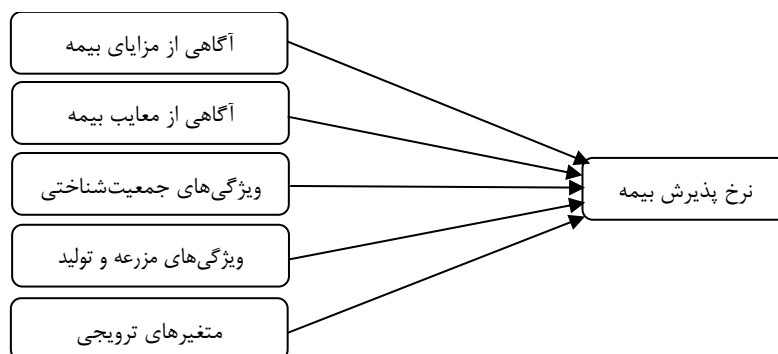 آگاهی از مزایای بیمه
آگاهی از معایب بیمه
ویژگی‌های جمعیت‌شناختی
ویژگی‌های مزرعه و تولید
متغیرهای ترویجی
نرخ پذیرش بیمه